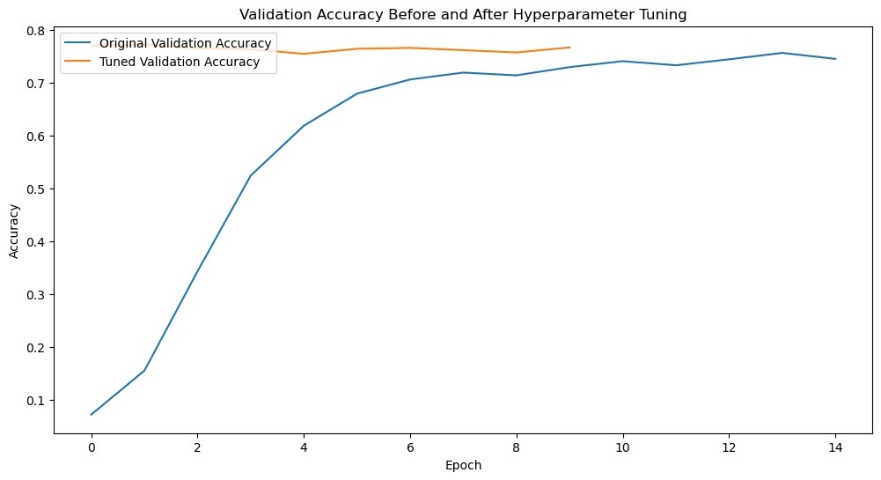 Validation Accuracy Before and After Hyperparameter Tuning
0.8
Original Validation Accuracy
Tuned Validation Accuracy
0.7
0.6
0.5
0.4
0.3
0.2
0.1
Accuracy
0 2 4 6 8 10 12 14
Epoch